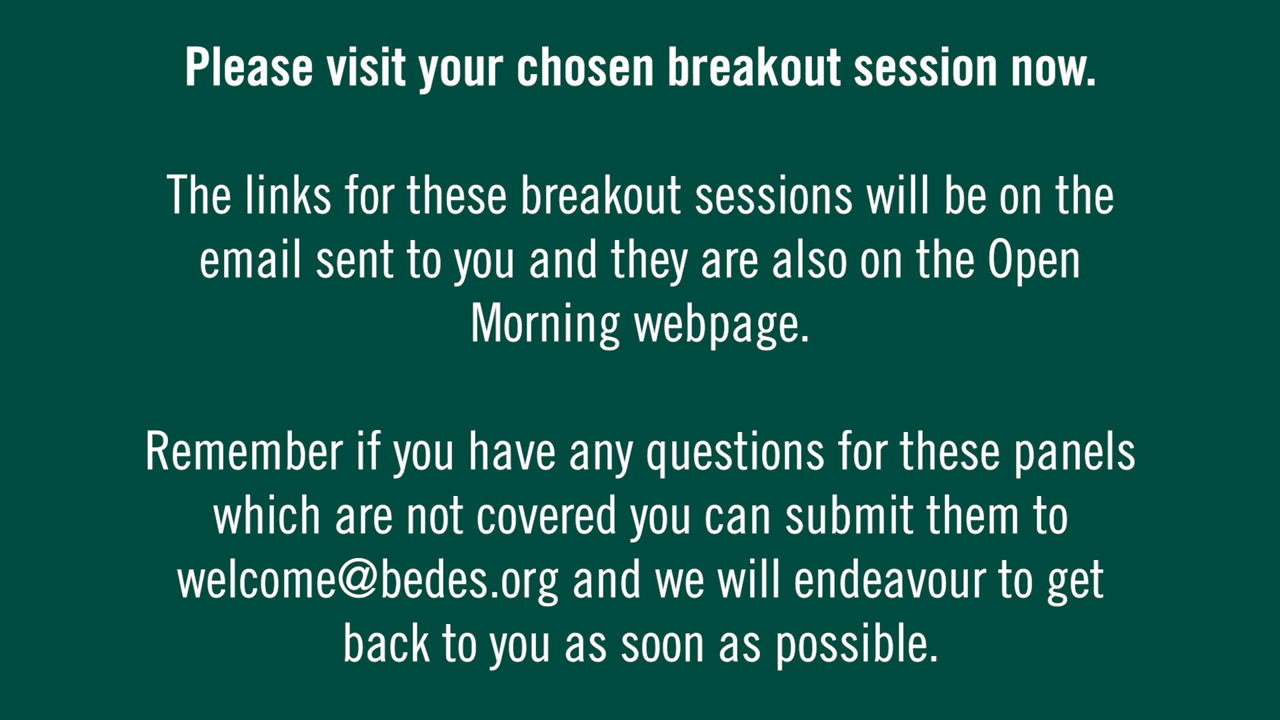 Please visit your chosen breakout session now.
The links for these breakout sessions will be on the
email sent to you and they are also on the Open
Morning webpage.
Remember if you have any questions for these panels
which are not covered you can submit them to
welcome@bedes.org and we will endeavour to get
back to you as soon as possible.